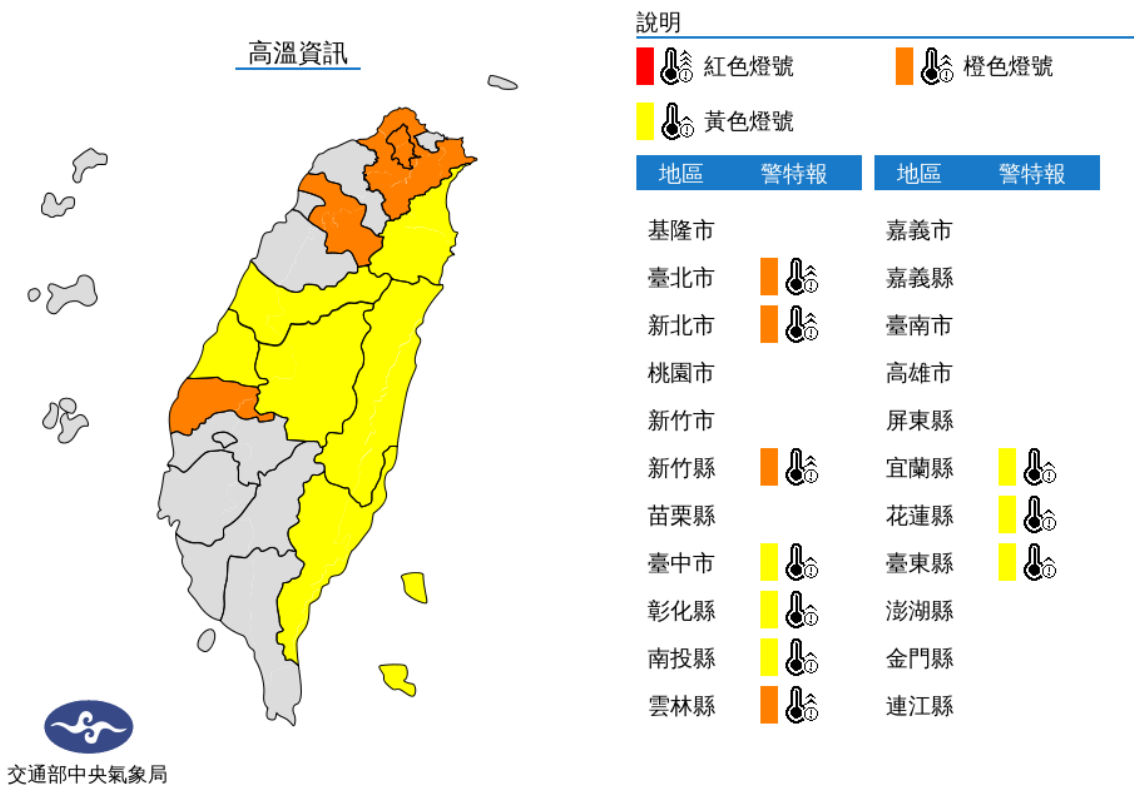 高溫資訊
說明
紅色燈號
橙色燈號
黃色燈號
地區 警特報 地區 警特報
基隆市 嘉義市
臺北市 嘉義縣
新北市 臺南市
桃園市 高雄市
新竹市 屏東縣
新竹縣 宜蘭縣
苗栗縣 花蓮縣
臺中市 臺東縣
彰化縣 澎湖縣
南投縣 金門縣
雲林縣 連江縣
交通部中央氣象局